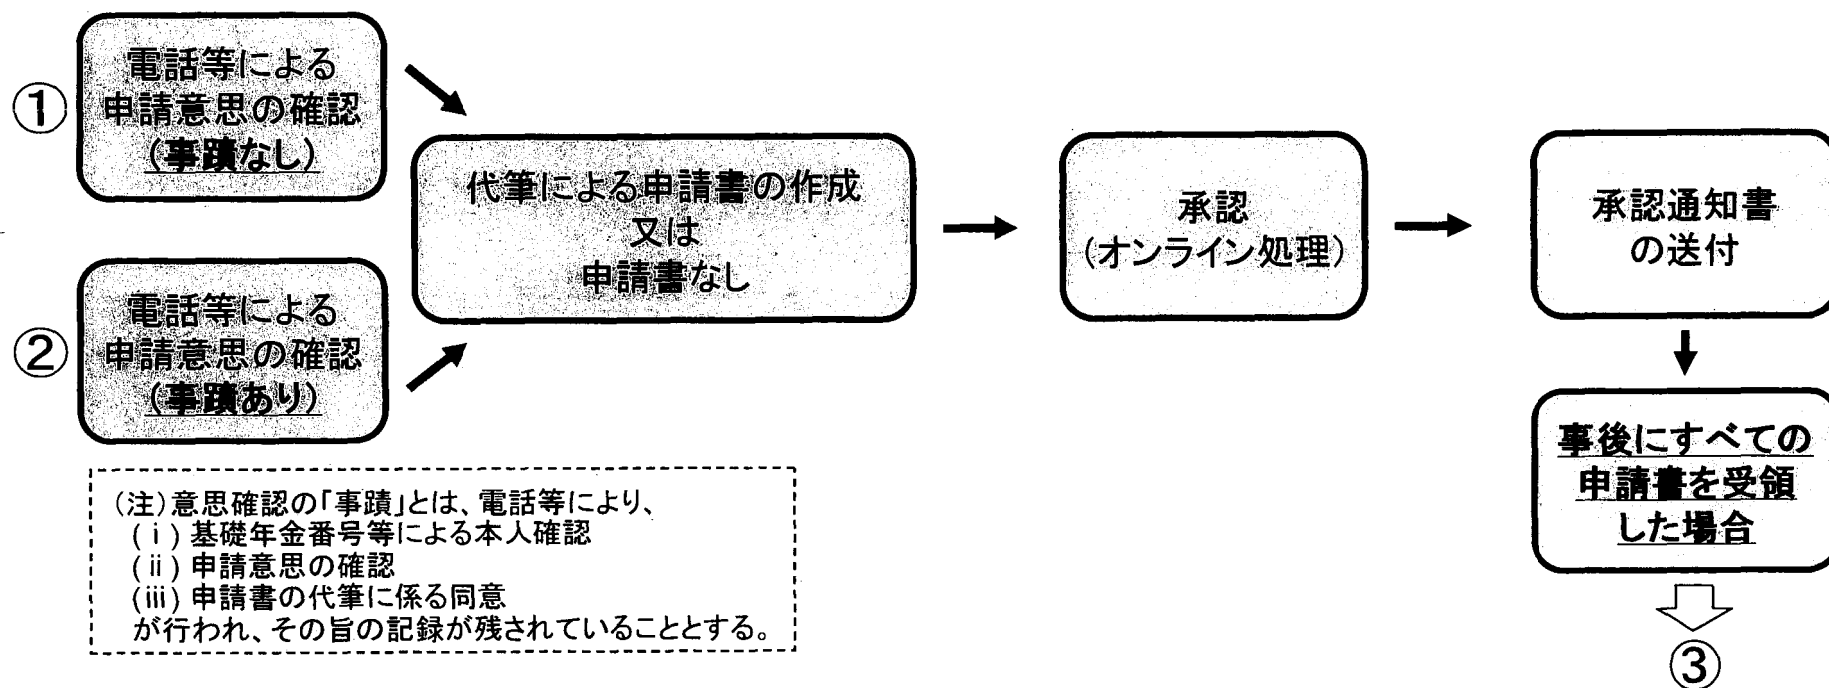 ①
電話等による
申請意思の確認
(事蹟なし)
②
電話等による
申請意思の確認
(事蹟あり)
代筆による申請書の作成
又は
申請書なし
承認
(オンライン処理)
承認通知書
の送付
事後にすべての
申請書を受領
した場合
③
(注)意思確認の「事蹟」とは、電話等により、
(ⅰ)基礎年金番号等による本人確認
(ⅱ)申請意思の確認
(ⅲ)申請書の代筆に係る同意
が行われ、その旨の記録が残されていることとする。